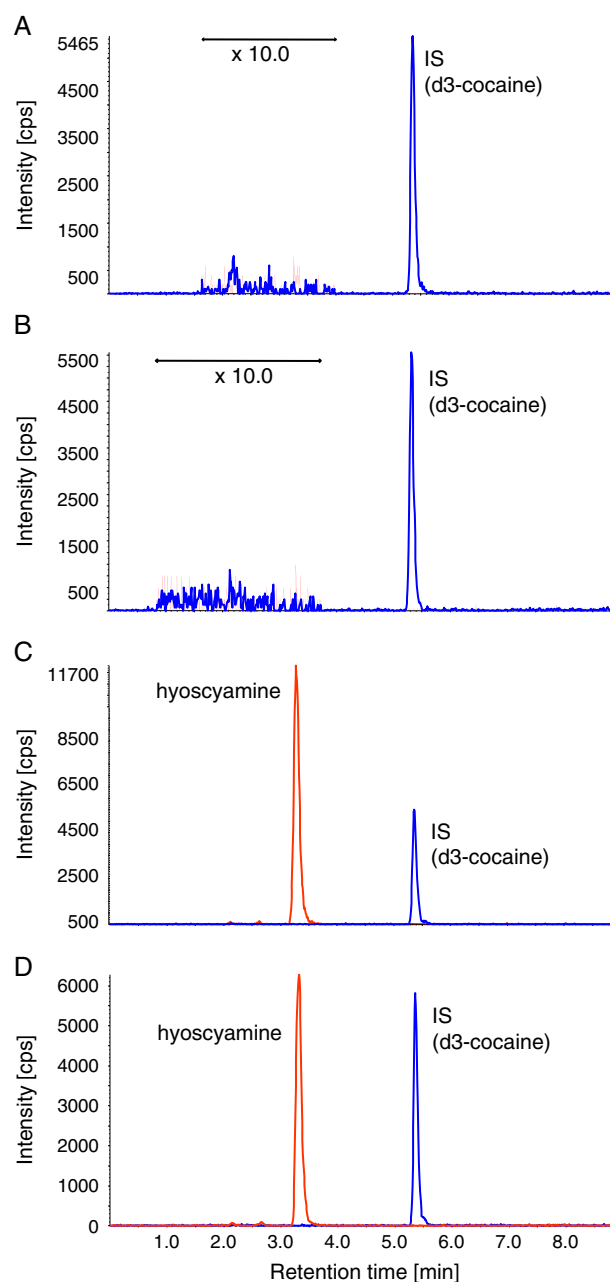 A
Intensity [cps]
5465
4500
3500
2500
1500
500
x 10.0
IS
(d3-cocaine)
B
Intensity [cps]
5500
4500
3500
2500
1500
500
x 10.0
IS
(d3-cocaine)
C
Intensity [cps]
11700
8500
6500
4500
2500
500
hyoscyamine
IS
(d3-cocaine)
D
Intensity [cps]
6000
5000
4000
3000
2000
1000
0
hyoscyamine
IS
(d3-cocaine)
1.0 2.0 3.0 4.0 5.0 6.0 7.0 8.0
Retention time [min]